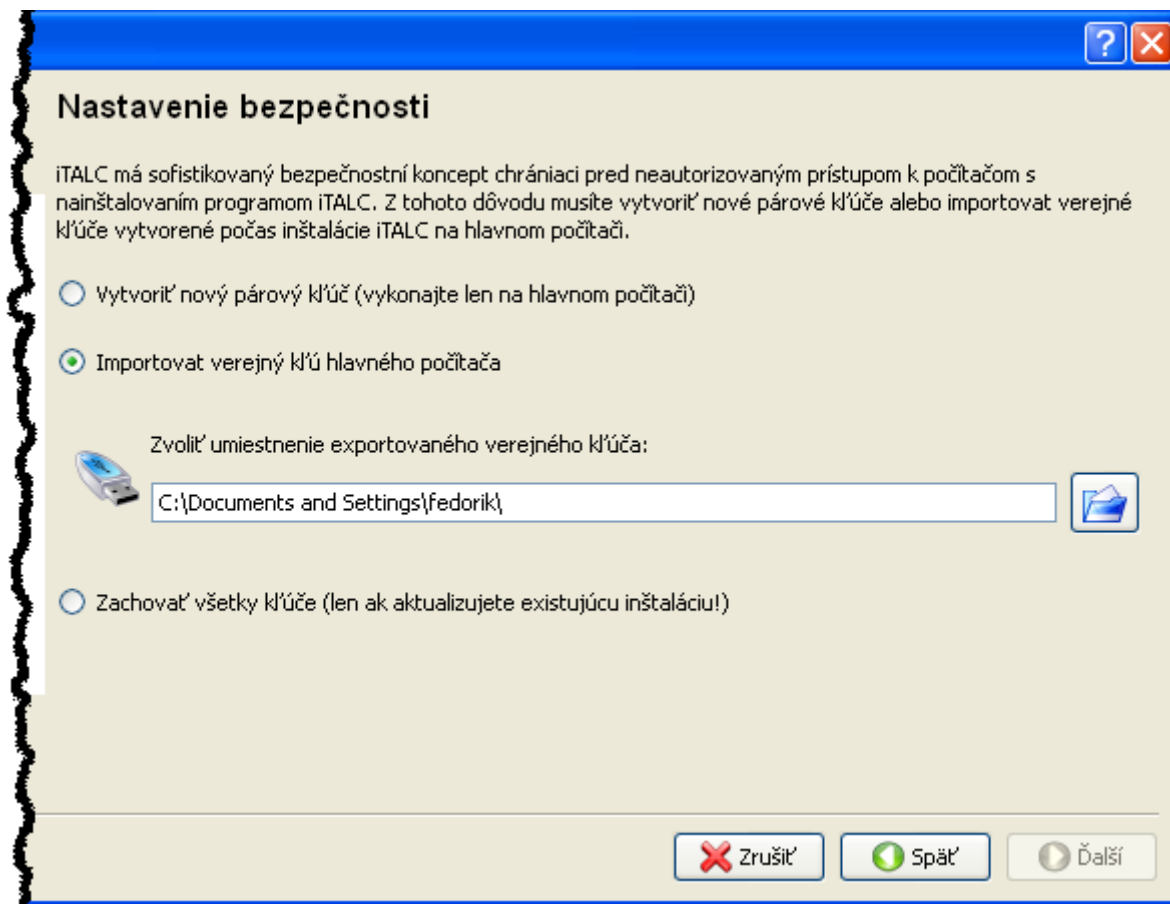 Nastavenie bezpečnosti
iTALC má sofistikovaný bezpečnostní koncept chrániaci pred neautorizovaným prístupom k počítačom s
nainštalovaním programom iTALC. Z tohoto dôvodu musíte vytvoriť nové párové kľúče alebo importovat verejné
kľúče vytvorené počas inštalácie iTALC na hlavnom počítači.
Vytvoriť nový párový kľúč (vykonajte len na hlavnom počítači)
Importovat verejný kľú hlavného počítača
Zvoliť umiestnenie exportovaného verejného kľúča:
C:\Documents and Settings\fedorik\
Zachovať všetky kľúče (len ak aktualizujete existujúcu inštaláciu!)
Zrušiť Späť Ďalší